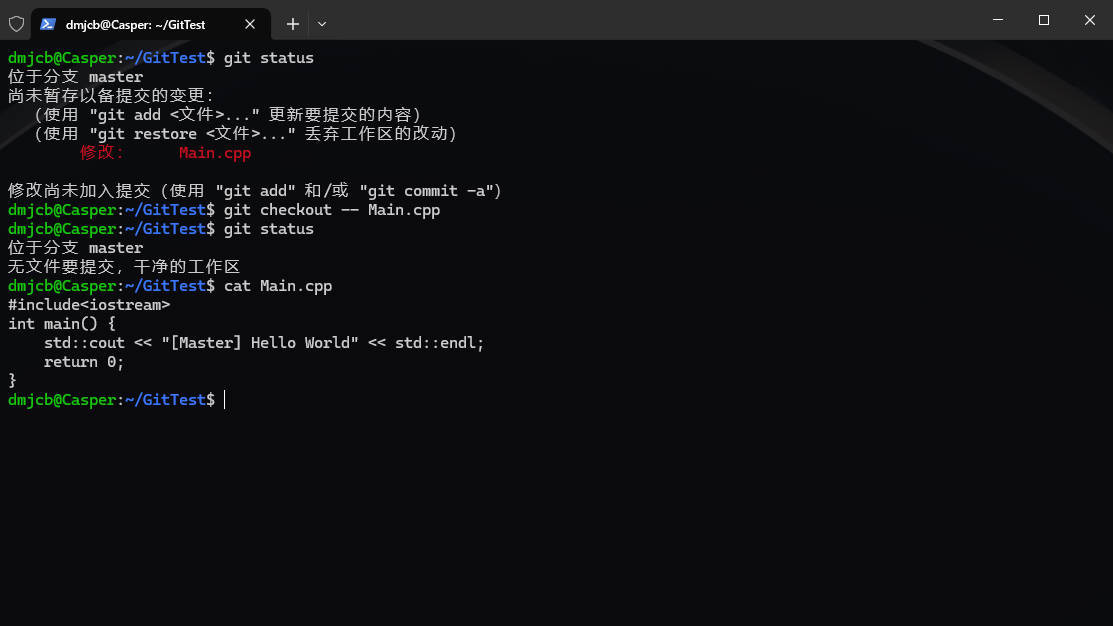 dmjcb@Casper: ~/GitTest
dmjcb@Casper:~/GitTest$ git status
位于分支 master
尚未暂存以备提交的变更：
  （使用 "git add <文件>..." 更新要提交的内容）
  （使用 "git restore <文件>..." 丢弃工作区的改动）
        修改：     Main.cpp
修改尚未加入提交（使用 "git add" 和/或 "git commit -a"）
dmjcb@Casper:~/GitTest$ git checkout -- Main.cpp
dmjcb@Casper:~/GitTest$ git status
位于分支 master
无文件要提交，干净的工作区
dmjcb@Casper:~/GitTest$ cat Main.cpp
#include<iostream>
int main() {
    std::cout << "[Master] Hello World" << std::endl;
    return 0;
}
dmjcb@Casper:~/GitTest$